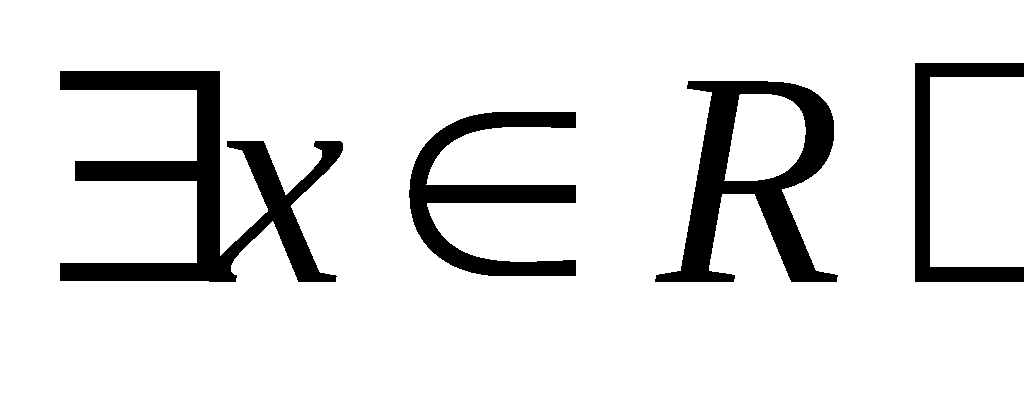 ∃x ∈ R